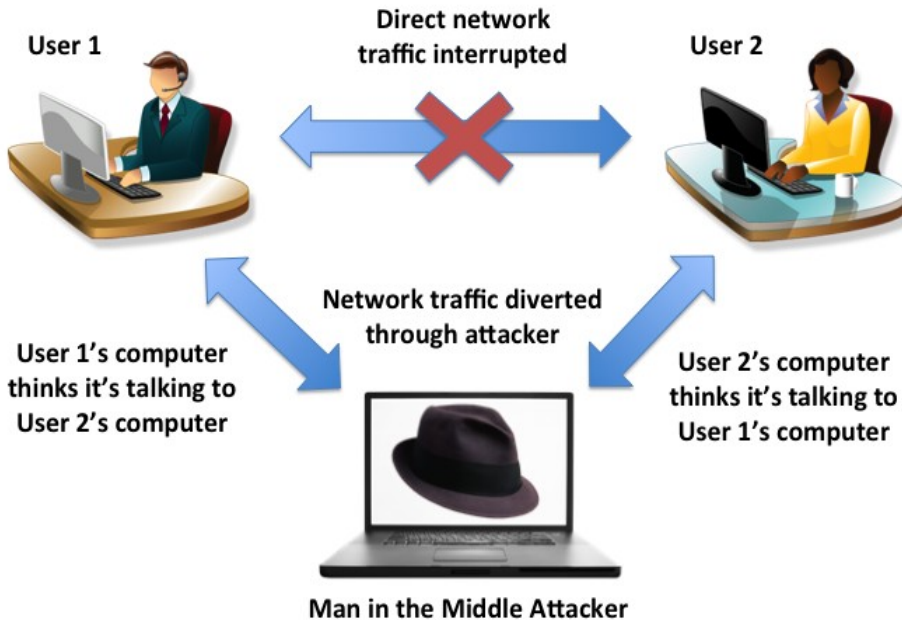 Direct network
traffic interrupted
User 1
User 2
Network traffic diverted
through attacker
User 1's computer
thinks it's talking to
User 2's computer
User 2's computer
thinks it's talking to
User 1's computer
Man in the Middle Attacker